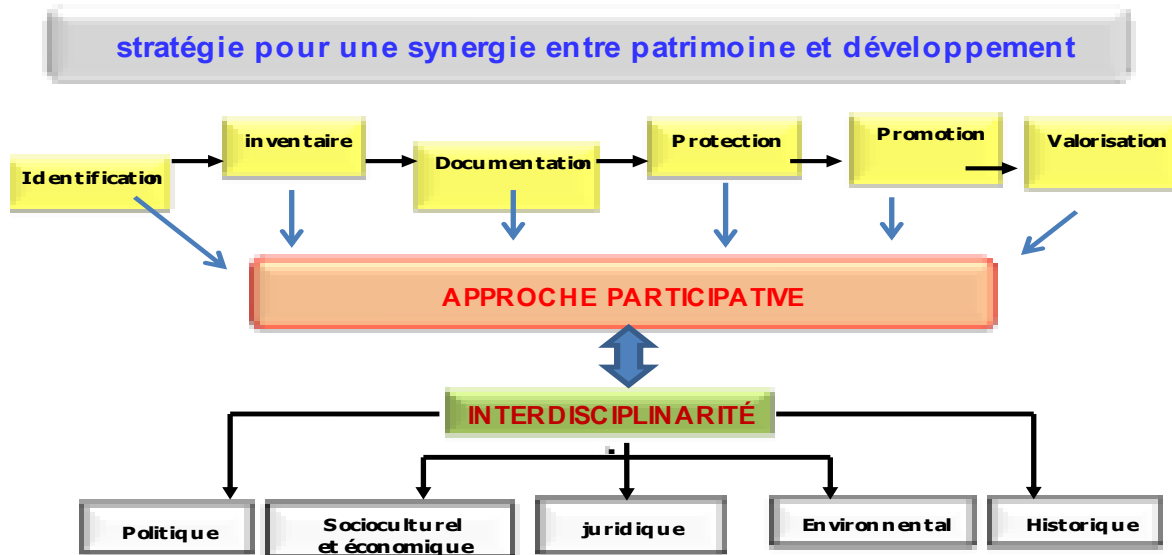 stratégie pour une synergie entre patrimoine et développement
Identification
inventaire
Documentation
Protection
Promotion
Valorisation
APPROCHE PARTICIPATIVE
INTERDISCIPLINARITÉ
Politique
Socioculturel
et économique
juridique
Environnental
Historique